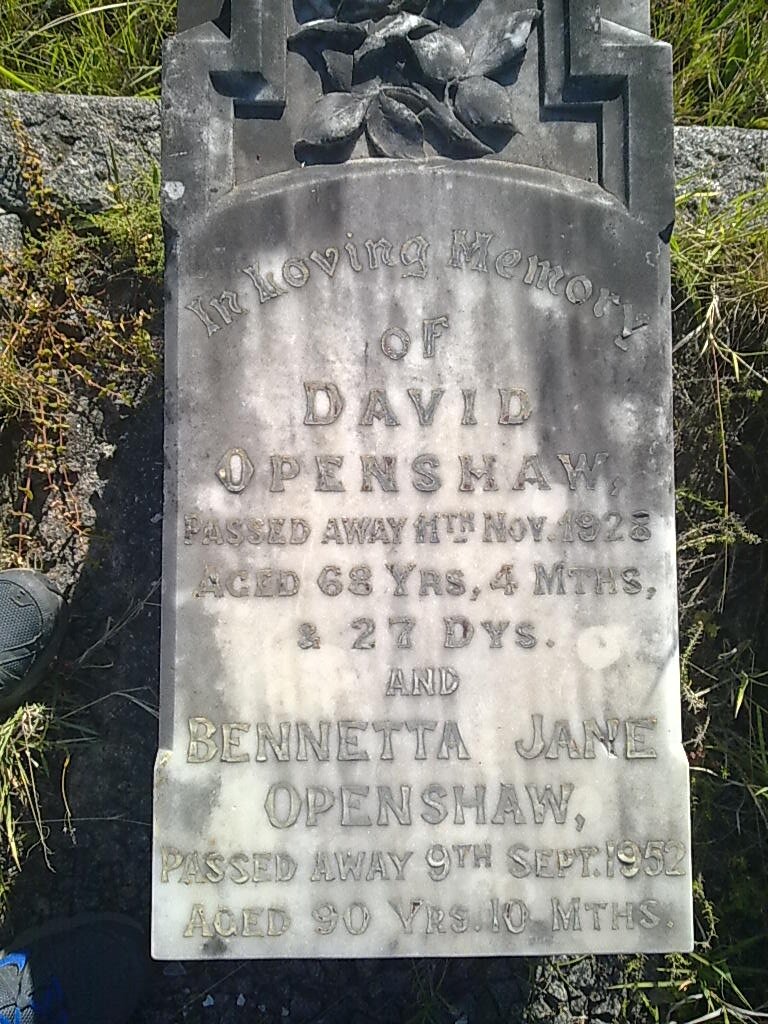 In Loving Memory
OF
DAVID
OPENSHAW,
PASSED AWAY 11TH NOV. 1928
AGED 68 YRS, 4 MTHS,
& 27 DYS.
AND
BENNETTA JANE
OPENSHAW,
PASSED AWAY 9TH SEPT. 1952
AGED 90 YRS. 10 MTHS.